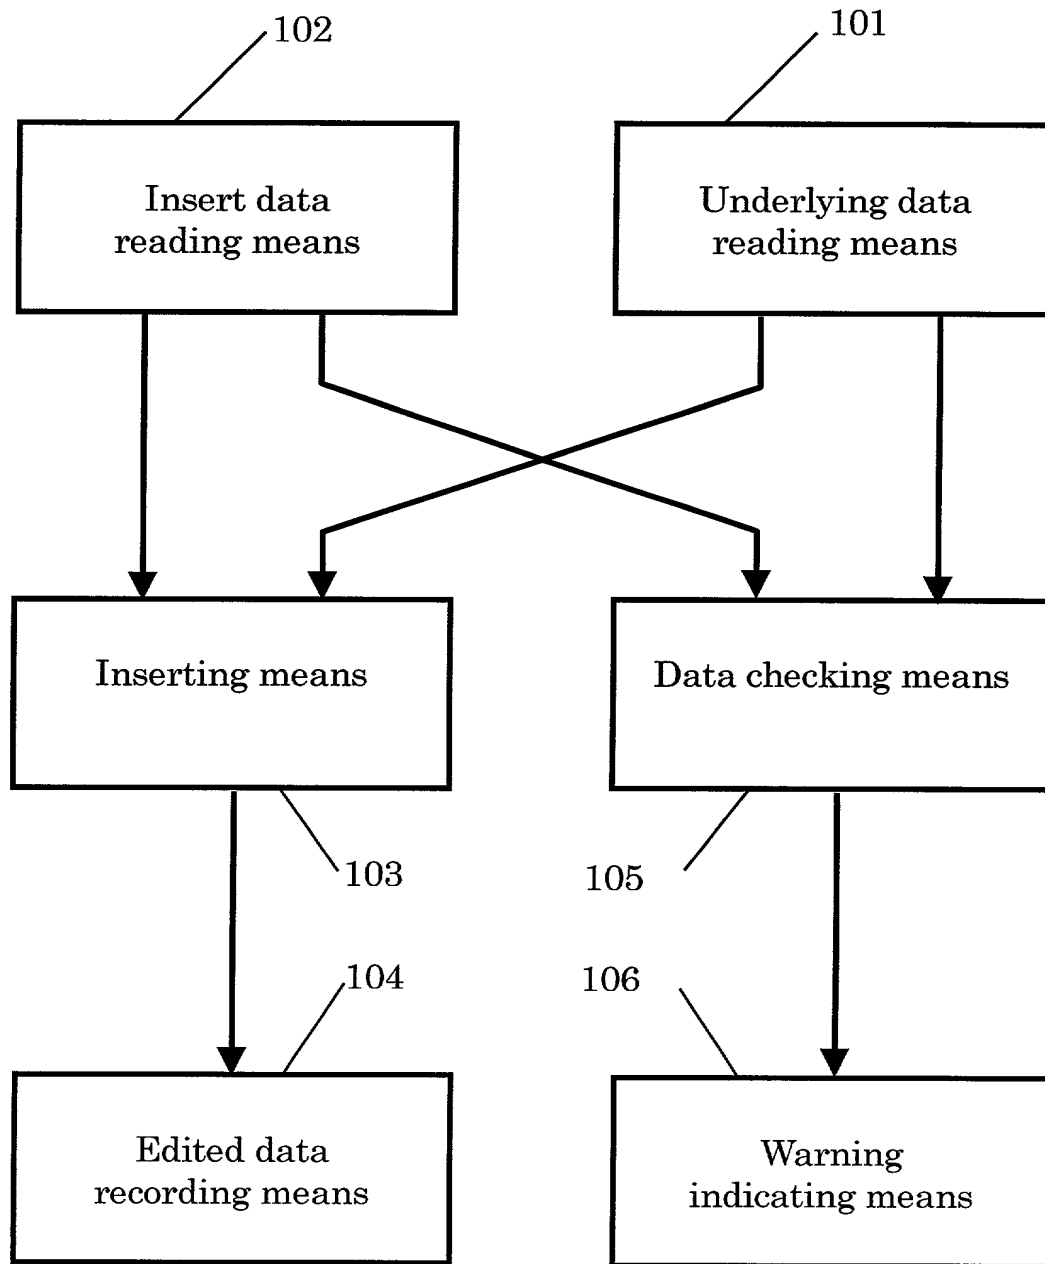 102
101
Insert data
reading means
Underlying data
reading means
Inserting means
Data checking means
103
105
104
106
Edited data
recording means
Warning
indicating means